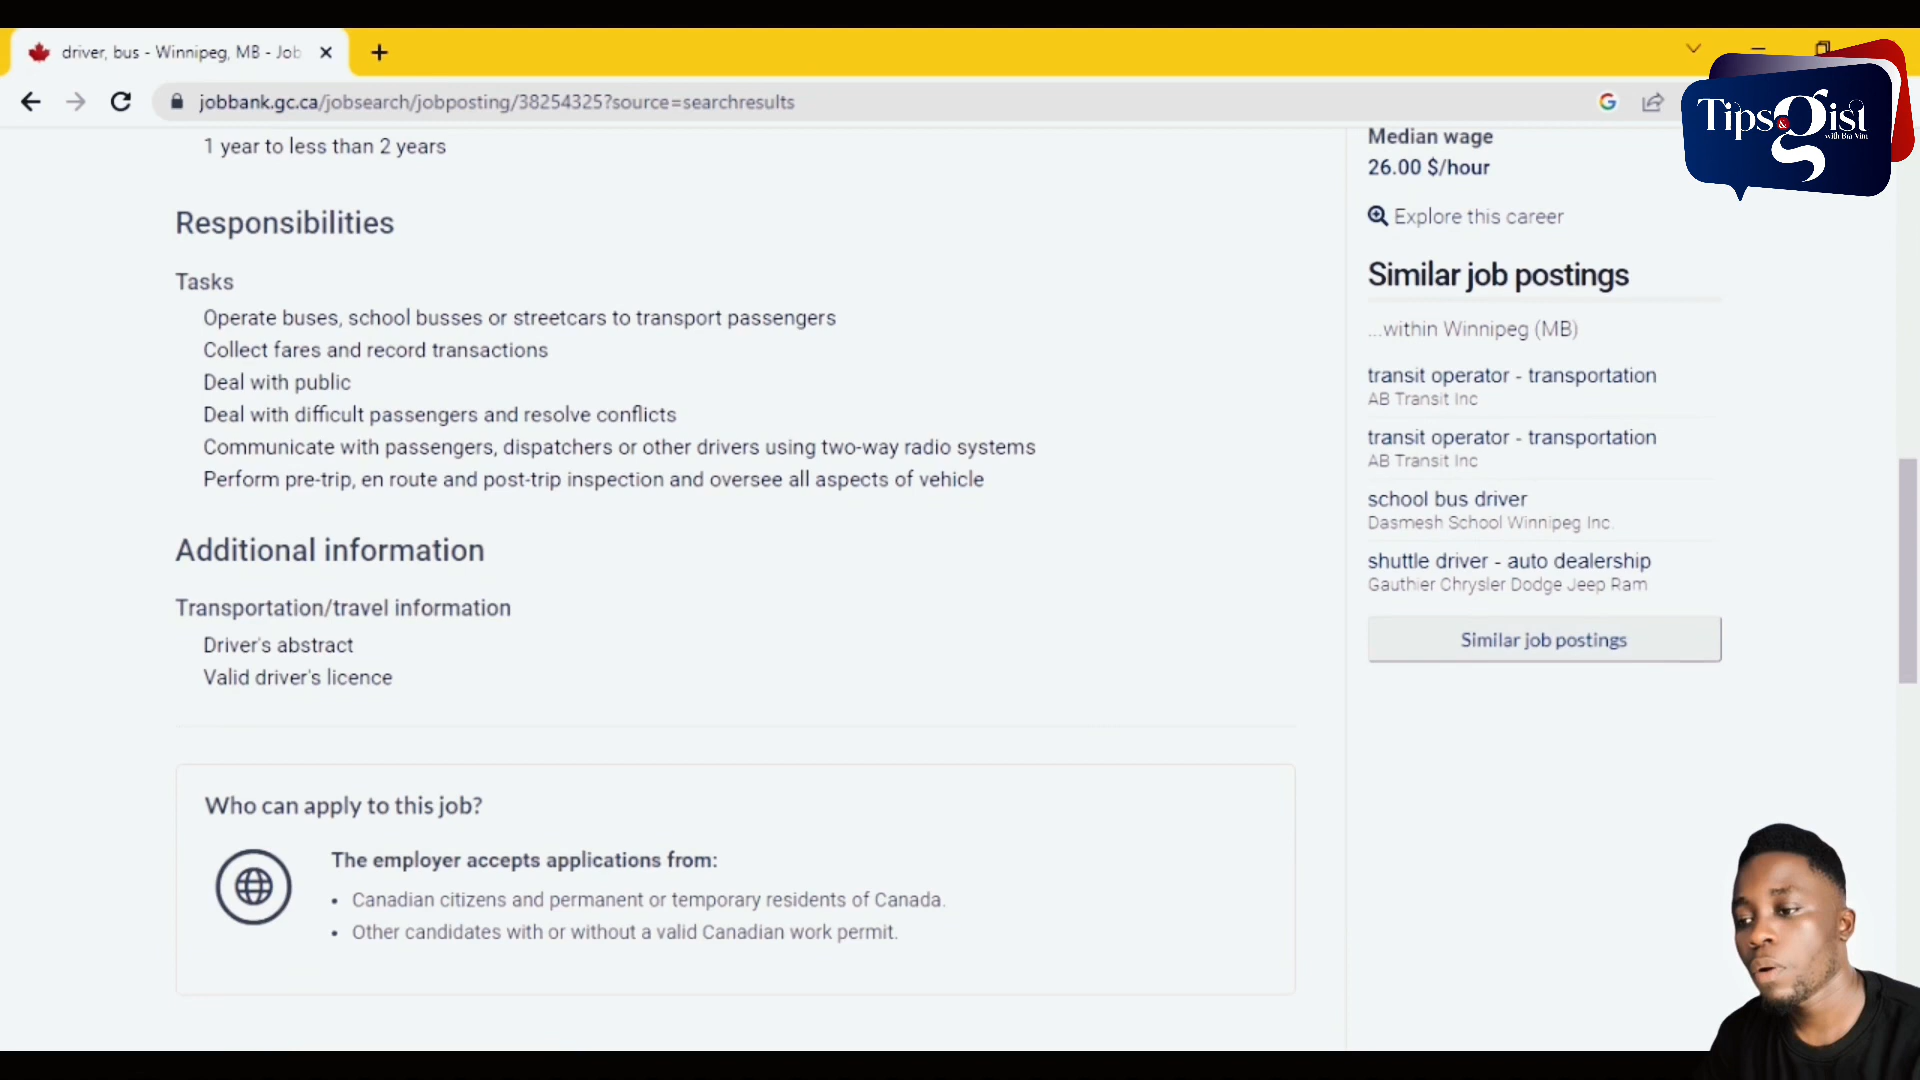 driver, bus - Winnipeg, MB - Job
jobbank.gc.ca/jobsearch/jobposting/38254325?source=searchresults
Tips & gist
with Bra Vin
1 year to less than 2 years
Responsibilities
Tasks
Operate buses, school busses or streetcars to transport passengers
Collect fares and record transactions
Deal with public
Deal with difficult passengers and resolve conflicts
Communicate with passengers, dispatchers or other drivers using two-way radio systems
Perform pre-trip, en route and post-trip inspection and oversee all aspects of vehicle
Additional information
Transportation/travel information
Driver's abstract
Valid driver's licence
Who can apply to this job?
The employer accepts applications from:
• Canadian citizens and permanent or temporary residents of Canada.
• Other candidates with or without a valid Canadian work permit.
Median wage
26.00 $/hour
Explore this career
Similar job postings
...within Winnipeg (MB)
transit operator - transportation
AB Transit Inc
transit operator - transportation
AB Transit Inc
school bus driver
Dasmesh School Winnipeg Inc.
shuttle driver - auto dealership
Gauthier Chrysler Dodge Jeep Ram
Similar job postings